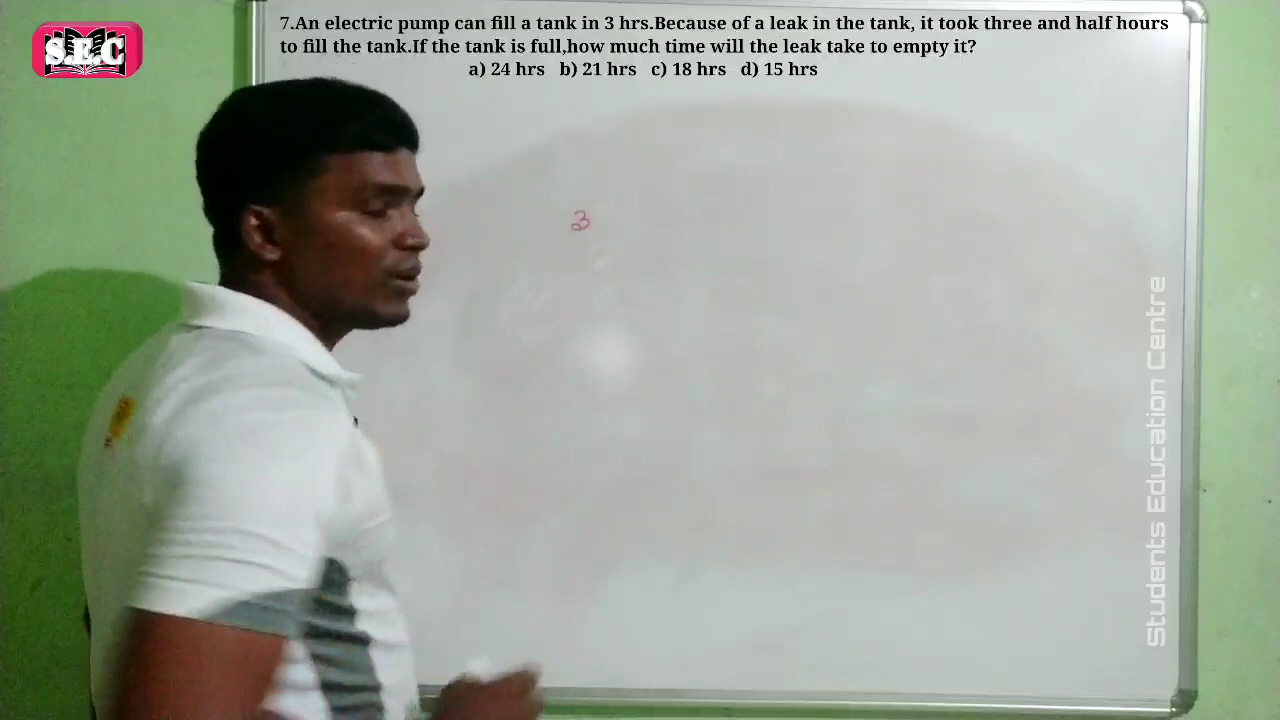 S.E.C
7.An electric pump can fill a tank in 3 hrs.Because of a leak in the tank, it took three and half hours
to fill the tank.If the tank is full,how much time will the leak take to empty it?
a) 24 hrs b) 21 hrs c) 18 hrs d) 15 hrs
3
Students Education Centre